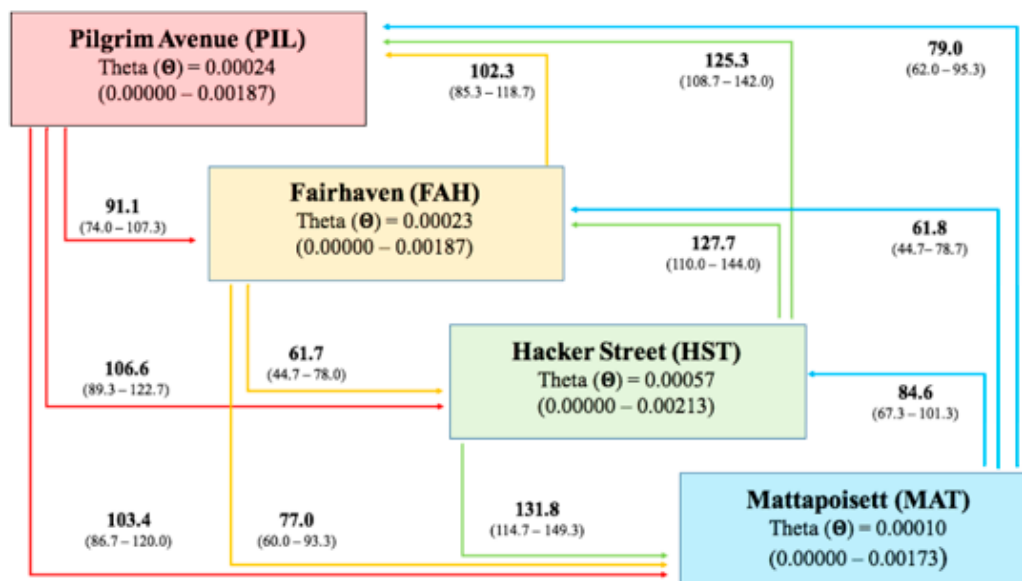 Pilgrim Avenue (PIL)
Theta (Θ) = 0.00024
(0.00000 – 0.00187)
102.3
(85.3 – 118.7)
125.3
(108.7 – 142.0)
79.0
(62.0 – 95.3)
91.1
(74.0 – 107.3)
Fairhaven (FAH)
Theta (Θ) = 0.00023
(0.00000 – 0.00187)
127.7
(110.0 – 144.0)
61.8
(44.7– 78.7)
106.6
(89.3 – 122.7)
61.7
(44.7 – 78.0)
Hacker Street (HST)
Theta (Θ) = 0.00057
(0.00000 – 0.00213)
84.6
(67.3 – 101.3)
103.4
(86.7 – 120.0)
77.0
(60.0 – 93.3)
131.8
(114.7 – 149.3)
Mattapoisett (MAT)
Theta (Θ) = 0.00010
(0.00000 – 0.00173)